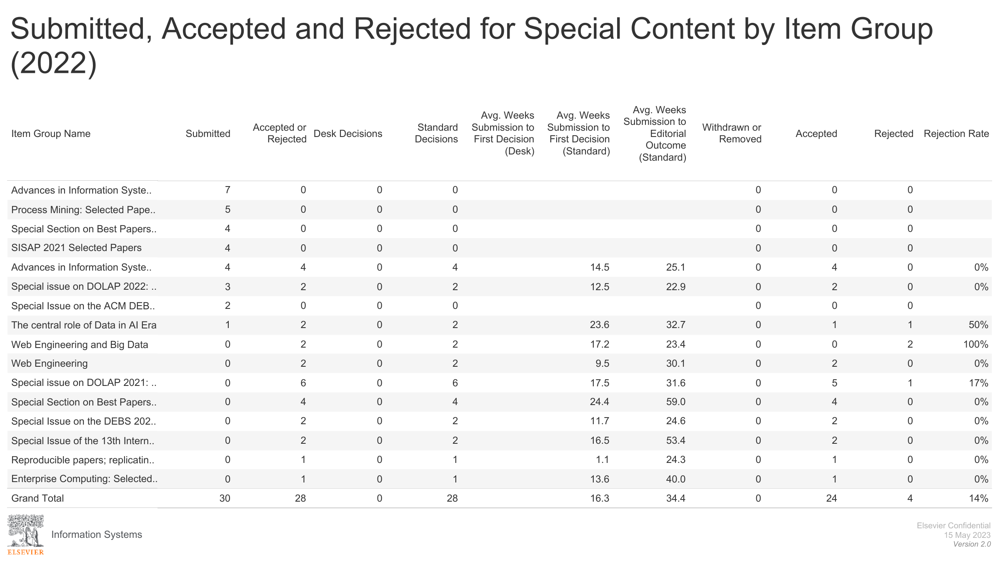 Submitted, Accepted and Rejected for Special Content by Item Group
(2022)
Item Group Name Submitted Accepted or Rejected Desk Decisions Standard Decisions Avg. Weeks Submission to First Decision (Desk) Avg. Weeks Submission to First Decision (Standard) Avg. Weeks Submission to Editorial Outcome (Standard) Withdrawn or Removed Accepted Rejected Rejection Rate
Advances in Information Syste.. 7 0 0 0 0 0 0
Process Mining: Selected Pape.. 5 0 0 0 0 0 0
Special Section on Best Papers.. 4 0 0 0 0 0 0
SISAP 2021 Selected Papers 4 0 0 0 0 0 0
Advances in Information Syste.. 4 4 0 4 14.5 25.1 0 4 0 0%
Special issue on DOLAP 2022: .. 3 2 0 2 12.5 22.9 0 2 0 0%
Special Issue on the ACM DEB.. 2 0 0 0 0 0 0
The central role of Data in AI Era 1 2 0 2 23.6 32.7 0 1 1 50%
Web Engineering and Big Data 0 2 0 2 17.2 23.4 0 0 2 100%
Web Engineering 0 2 0 2 9.5 30.1 0 2 0 0%
Special issue on DOLAP 2021: .. 0 6 0 6 17.5 31.6 0 5 1 17%
Special Section on Best Papers.. 0 4 0 4 24.4 59.0 0 4 0 0%
Special Issue on the DEBS 202.. 0 2 0 2 11.7 24.6 0 2 0 0%
Special Issue of the 13th Intern.. 0 2 0 2 16.5 53.4 0 2 0 0%
Reproducible papers; replicatin.. 0 1 0 1 1.1 24.3 0 1 0 0%
Enterprise Computing: Selected.. 0 1 0 1 13.6 40.0 0 1 0 0%
Grand Total 30 28 0 28 16.3 34.4 0 24 4 14%
ELSEVIER
Information Systems
Elsevier Confidential
15 May 2023
Version 2.0